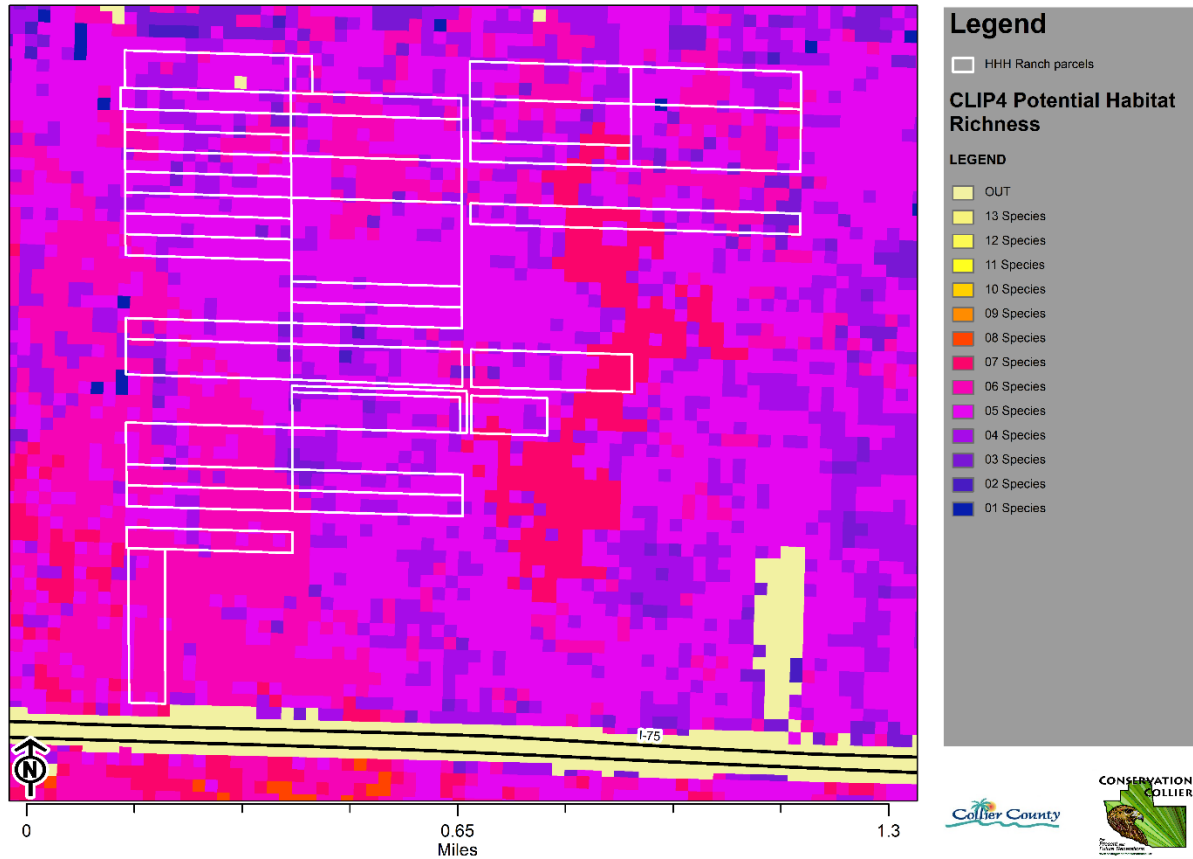 Legend
HHH Ranch parcels
CLIP4 Potential Habitat
Richness
LEGEND
OUT
13 Species
12 Species
11 Species
10 Species
09 Species
08 Species
07 Species
06 Species
05 Species
04 Species
03 Species
02 Species
01 Species
I-75
N
0
0.65
1.3
Miles
Collier County
CONSERVATION
COLLIER